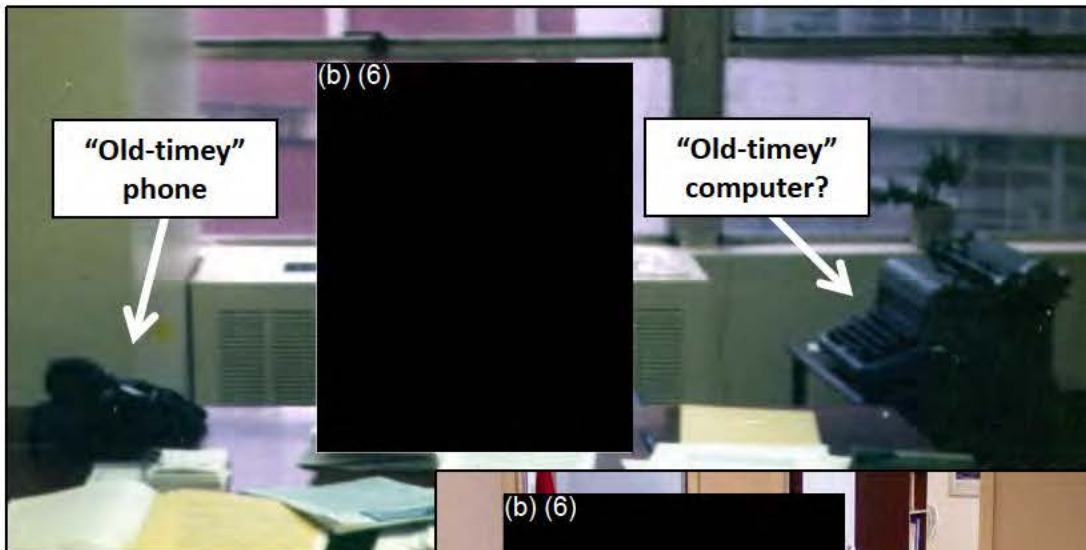 (b) (6)
“Old-timey”
phone
“Old-timey”
computer?
(b) (6)